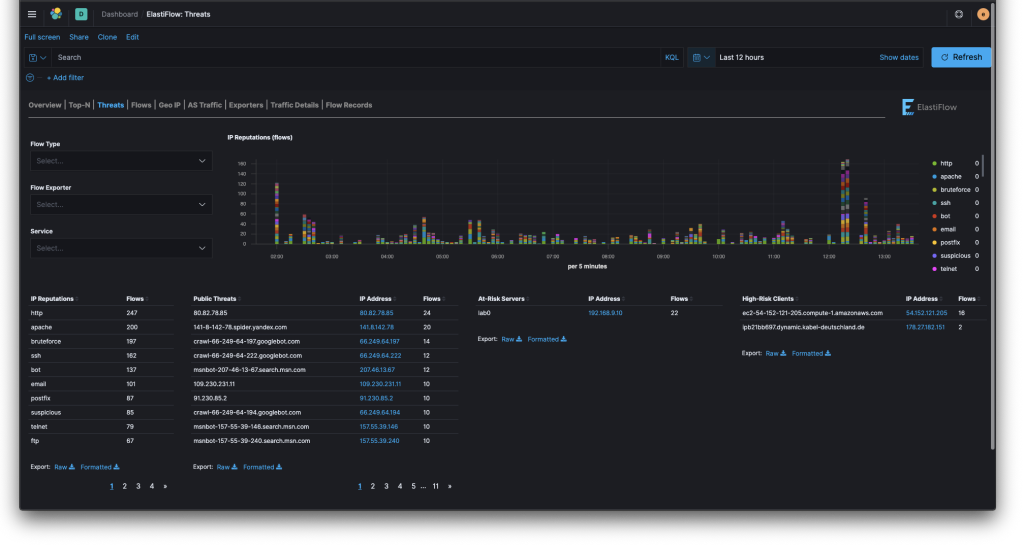 D Dashboard ElastiFlow: Threats e
Full screen Share Clone Edit
Search KQL Last 12 hours Show dates Refresh
+ Add filter
Overview | Top-N | Threats | Flows | Geo IP | AS Traffic | Exporters | Traffic Details | Flow Records
ElastiFlow
Flow Type
Select...
Flow Exporter
Select...
Service
Select...
IP Reputations (flows)
160
140
120
100
80
60
40
20
0
02:00 03:00 04:00 05:00 06:00 07:00 08:00 09:00 10:00 11:00 12:00 13:00
per 5 minutes
http 0
apache 0
bruteforce 0
ssh 0
bot 0
email 0
postfix 0
suspicious 0
telnet 0
IP Reputations Flows
http 247
apache 200
bruteforce 197
ssh 162
bot 137
email 101
postfix 87
suspicious 85
telnet 79
ftp 67
Export: Raw Formatted
1 2 3 4 »
Public Threats IP Address Flows
80.82.78.85 80.82.78.85 24
141-8-142-78.spider.yandex.com 141.8.142.78 20
crawl-66-249-64-197.googlebot.com 66.249.64.197 14
crawl-66-249-64-222.googlebot.com 66.249.64.222 12
msnbot-207-46-13-67.search.msn.com 207.46.13.67 12
109.230.231.11 109.230.231.11 10
91.230.85.2 91.230.85.2 10
crawl-66-249-64-194.googlebot.com 66.249.64.194 10
msnbot-157-55-39-146.search.msn.com 157.55.39.146 10
msnbot-157-55-39-240.search.msn.com 157.55.39.240 10
Export: Raw Formatted
1 2 3 4 5 ... 11 »
At-Risk Servers IP Address Flows
lab0 192.168.9.10 22
Export: Raw Formatted
High-Risk Clients IP Address Flows
ec2-54-152-121-205.compute-1.amazonaws.com 54.152.121.205 16
ipb21bb697.dynamic.kabel-deutschland.de 178.27.182.151 2
Export: Raw Formatted